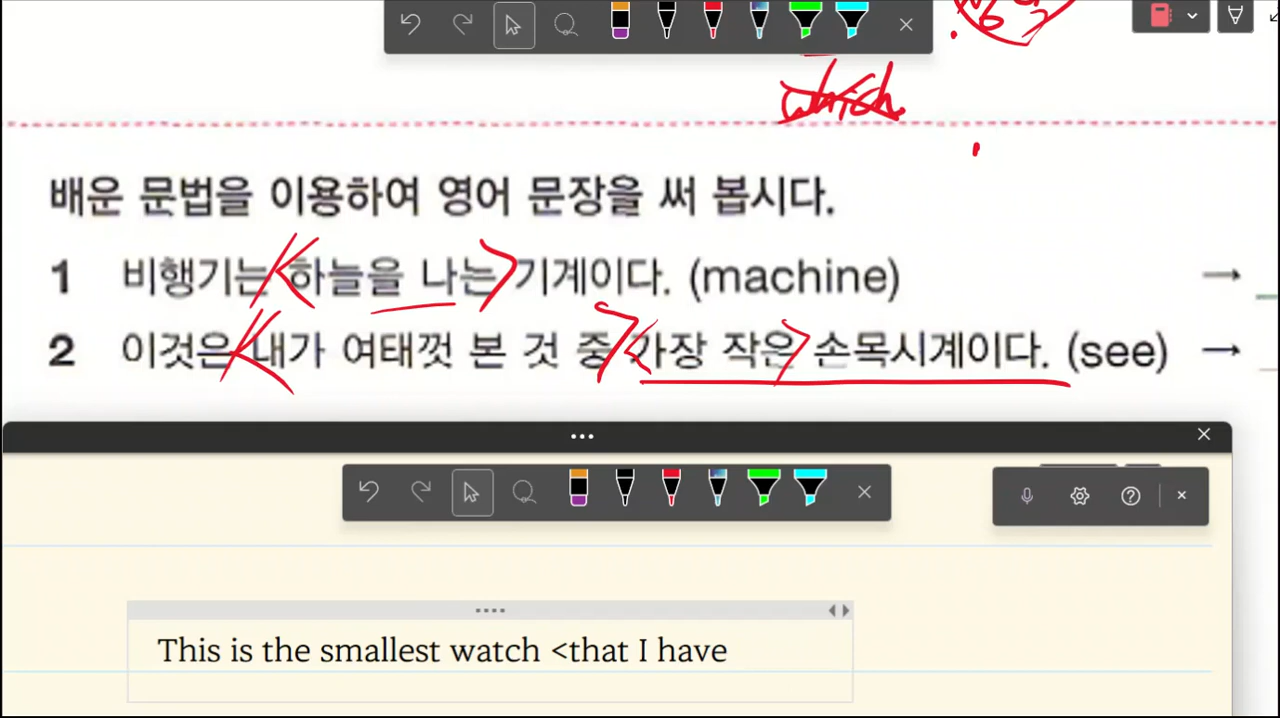 which
배운 문법을 이용하여 영어 문장을 써 봅시다.
1 비행기는 하늘을 나는 기계이다. (machine) →
2 이것은 내가 여태껏 본 것 중 가장 작은 손목시계이다. (see) →
This is the smallest watch <that I have